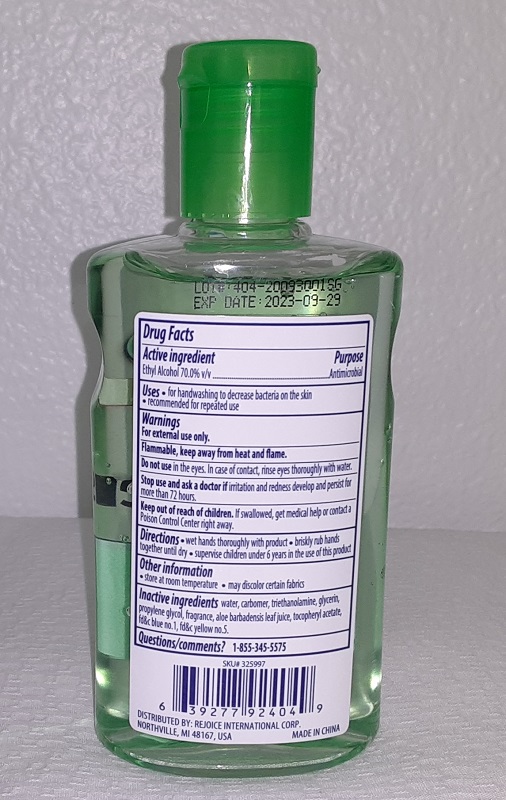 LOT#:404-20093001SG
EXP DATE:2023-09-29
Drug Facts
Active ingredient Purpose
Ethyl Alcohol 70.0% v/v Antimicrobial
Uses • for handwashing to decrease bacteria on the skin
• recommended for repeated use
Warnings
For external use only.
Flammable, keep away from heat and flame.
Do not use in the eyes. In case of contact, rinse eyes thoroughly with water.
Stop use and ask a doctor if irritation and redness develop and persist for
more than 72 hours.
Keep out of reach of children. If swallowed, get medical help or contact a
Poison Control Center right away.
Directions • wet hands thoroughly with product • briskly rub hands
together until dry • supervise children under 6 years in the use of this product
Other information
• store at room temperature • may discolor certain fabrics
Inactive ingredients water, carbomer, triethanolamine, glycerin,
propylene glycol, fragrance, aloe barbadensis leaf juice, tocopheryl acetate,
fd&c blue no.1, fd&c yellow no.5.
Questions/comments? 1-855-345-5575
SKU# 325997
6 39277 92404 9
DISTRIBUTED BY: REJOICE INTERNATIONAL CORP.
NORTHVILLE, MI 48167, USA MADE IN CHINA